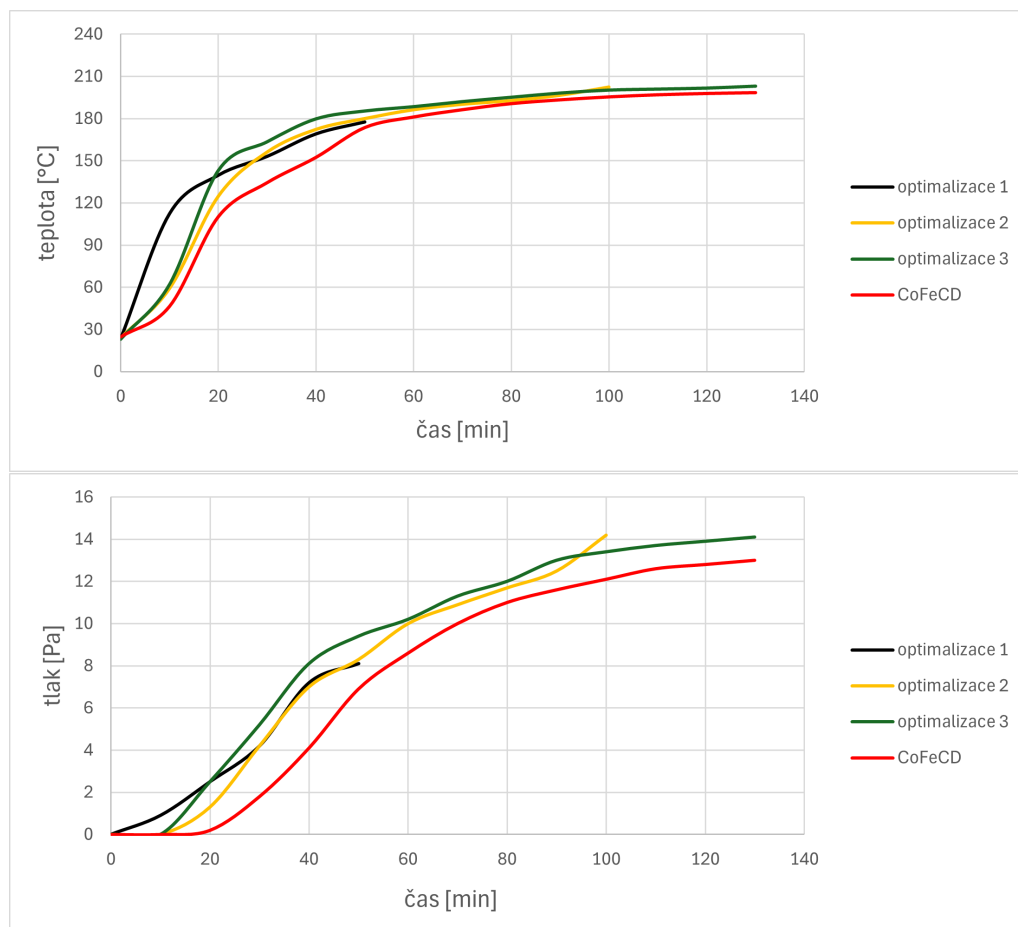 240
210
180
150
120
90
60
30
0
teplota [°C]
0 20 40 60 80 100 120 140
čas [min]
optimalizace 1
optimalizace 2
optimalizace 3
CoFeCD
16
14
12
10
8
6
4
2
0
tlak [Pa]
0 20 40 60 80 100 120 140
čas [min]
optimalizace 1
optimalizace 2
optimalizace 3
CoFeCD